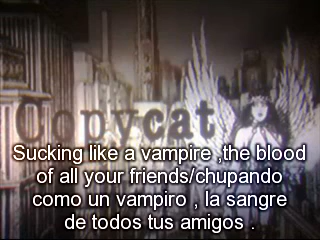 Copycat
Sucking like a vampire ,the blood
of all your friends/chupando
como un vampiro , la sangre
de todos tus amigos .